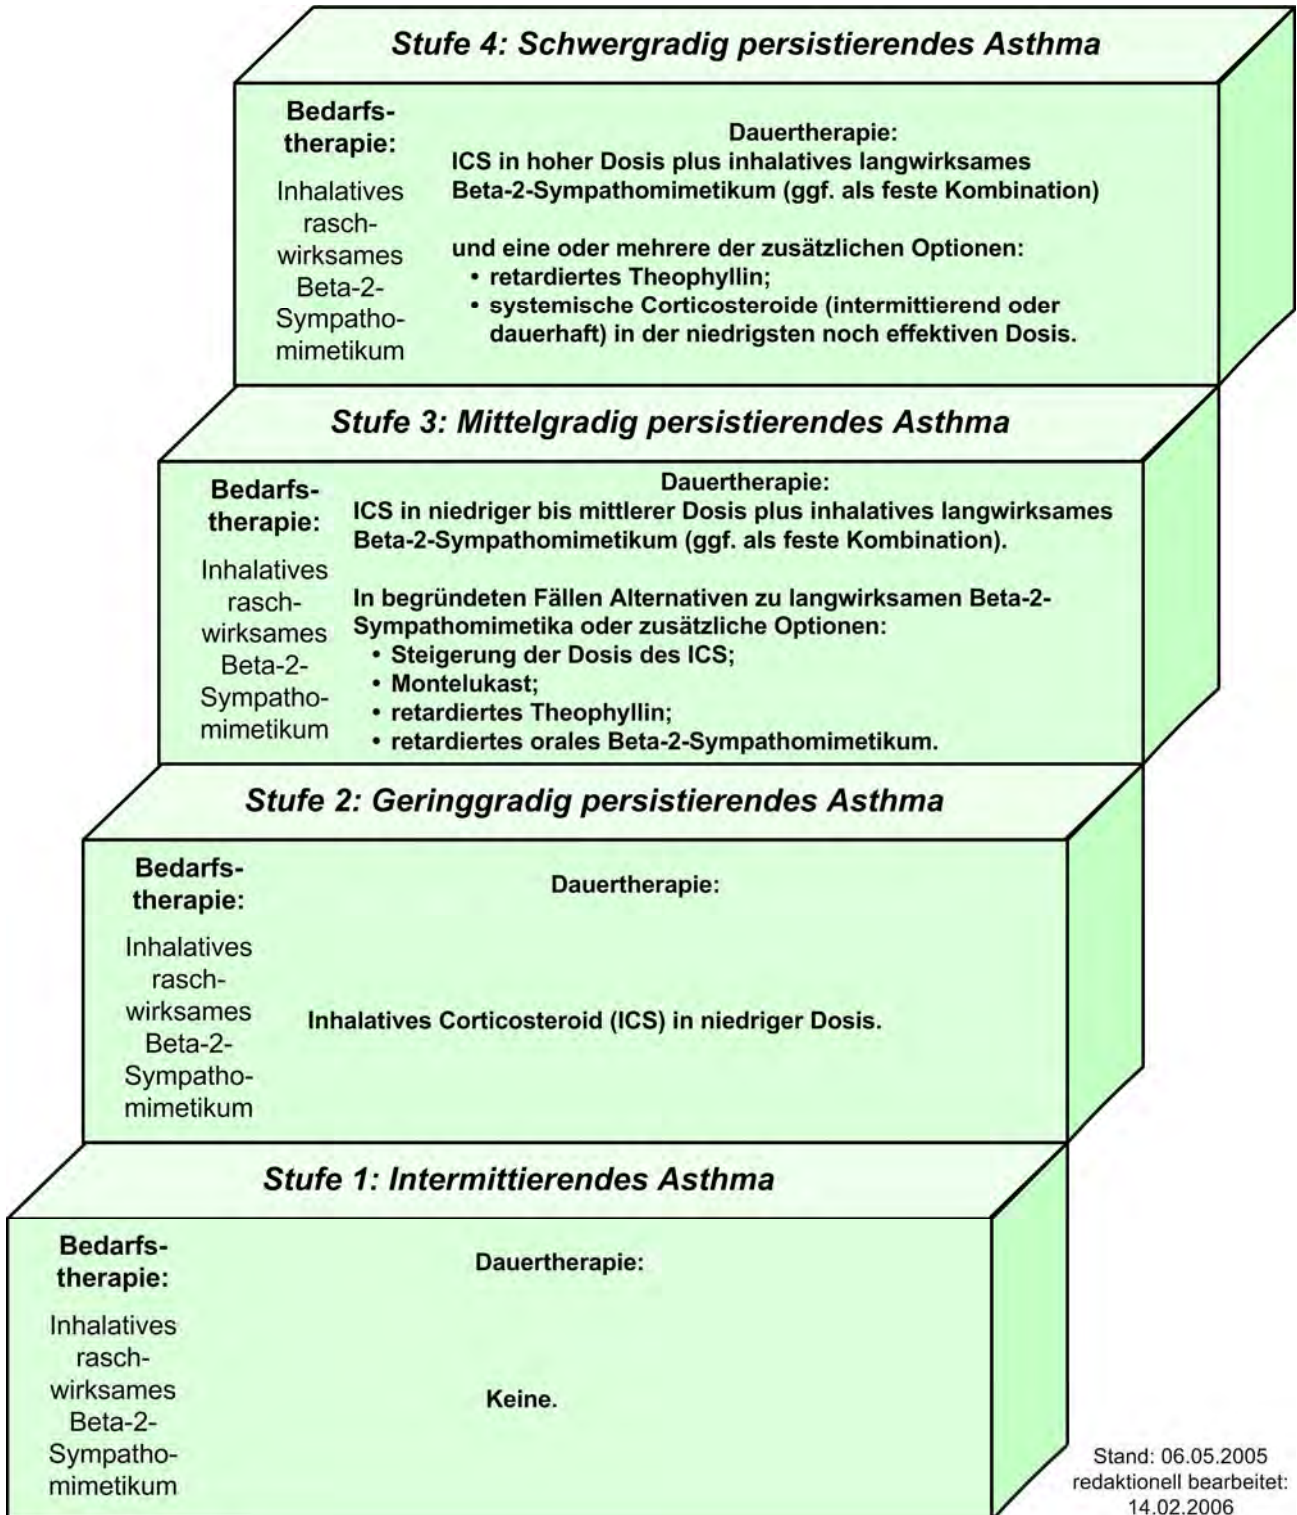 Stufe 4: Schwergradig persistierendes Asthma
Bedarfs-
therapie:
Inhalatives
rasch-
wirksames
Beta-2-
Sympatho-
mimetikum
Dauertherapie:
ICS in hoher Dosis plus inhalatives langwirksames
Beta-2-Sympathomimetikum (ggf. als feste Kombination)
und eine oder mehrere der zusätzlichen Optionen:
• retardiertes Theophyllin;
• systemische Corticosteroide (intermittierend oder
dauerhaft) in der niedrigsten noch effektiven Dosis.
Stufe 3: Mittelgradig persistierendes Asthma
Bedarfs-
therapie:
Inhalatives
rasch-
wirksames
Beta-2-
Sympatho-
mimetikum
Dauertherapie:
ICS in niedriger bis mittlerer Dosis plus inhalatives langwirksames
Beta-2-Sympathomimetikum (ggf. als feste Kombination).
In begründeten Fällen Alternativen zu langwirksamen Beta-2-
Sympathomimetika oder zusätzliche Optionen:
• Steigerung der Dosis des ICS;
• Montelukast;
• retardiertes Theophyllin;
• retardiertes orales Beta-2-Sympathomimetikum.
Stufe 2: Geringgradig persistierendes Asthma
Bedarfs-
therapie:
Inhalatives
rasch-
wirksames
Beta-2-
Sympatho-
mimetikum
Dauertherapie:
Inhalatives Corticosteroid (ICS) in niedriger Dosis.
Stufe 1: Intermittierendes Asthma
Bedarfs-
therapie:
Inhalatives
rasch-
wirksames
Beta-2-
Sympatho-
mimetikum
Dauertherapie:
Keine.
Stand: 06.05.2005
redaktionell bearbeitet:
14.02.2006